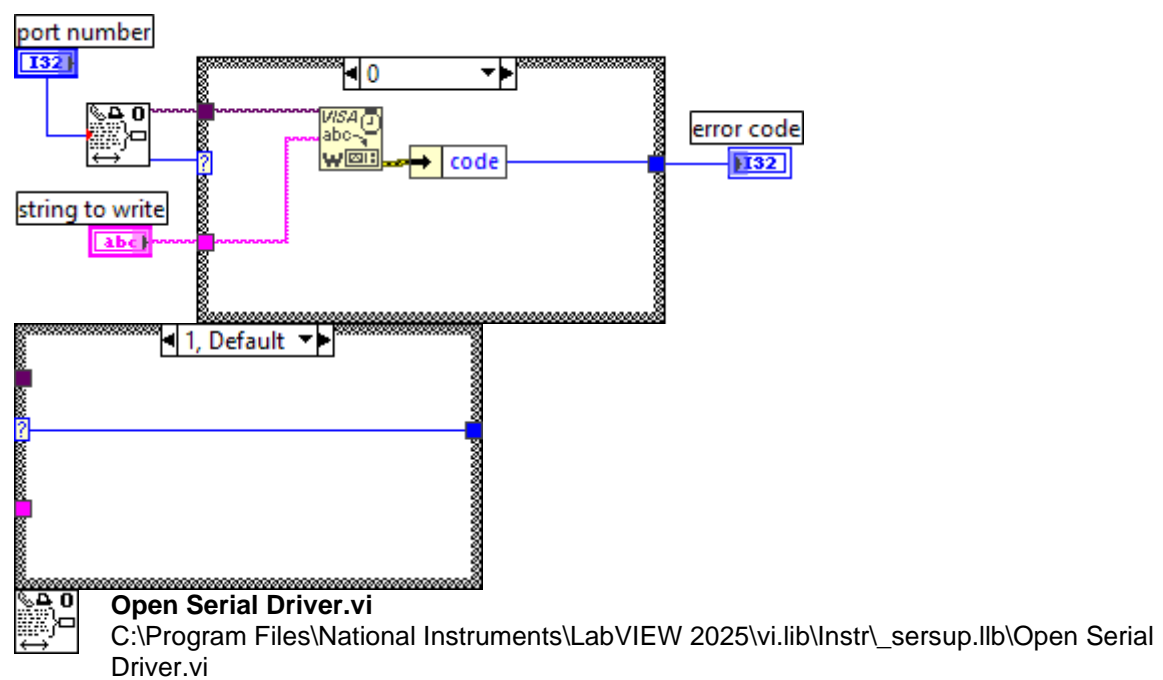 port number
I32
0
0
VISA
abc
W
code
error code
I32
?
string to write
abc
1, Default
?
0
Open Serial Driver.vi
C:\Program Files\National Instruments\LabVIEW 2025\vi.lib\Instr\_sersup.llb\Open Serial
Driver.vi